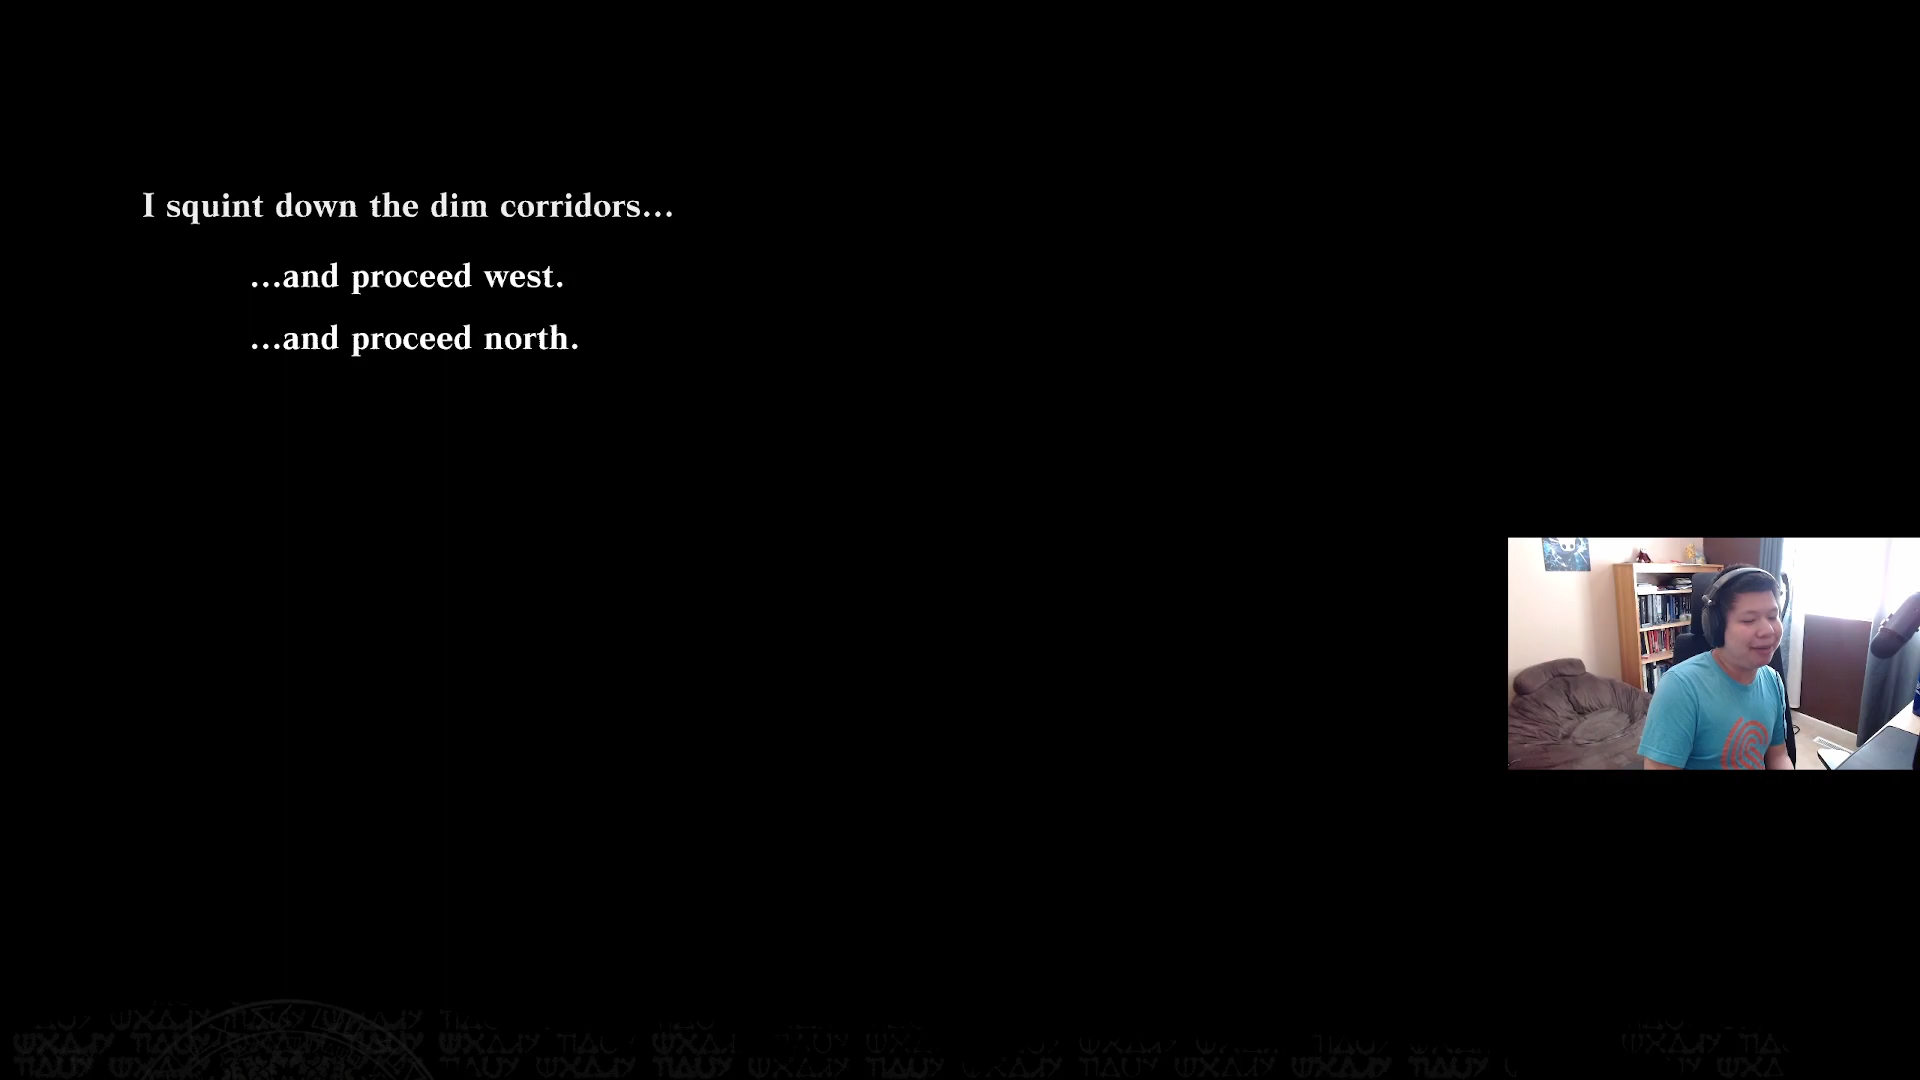 I squint down the dim corridors…
…and proceed west.
…and proceed north.